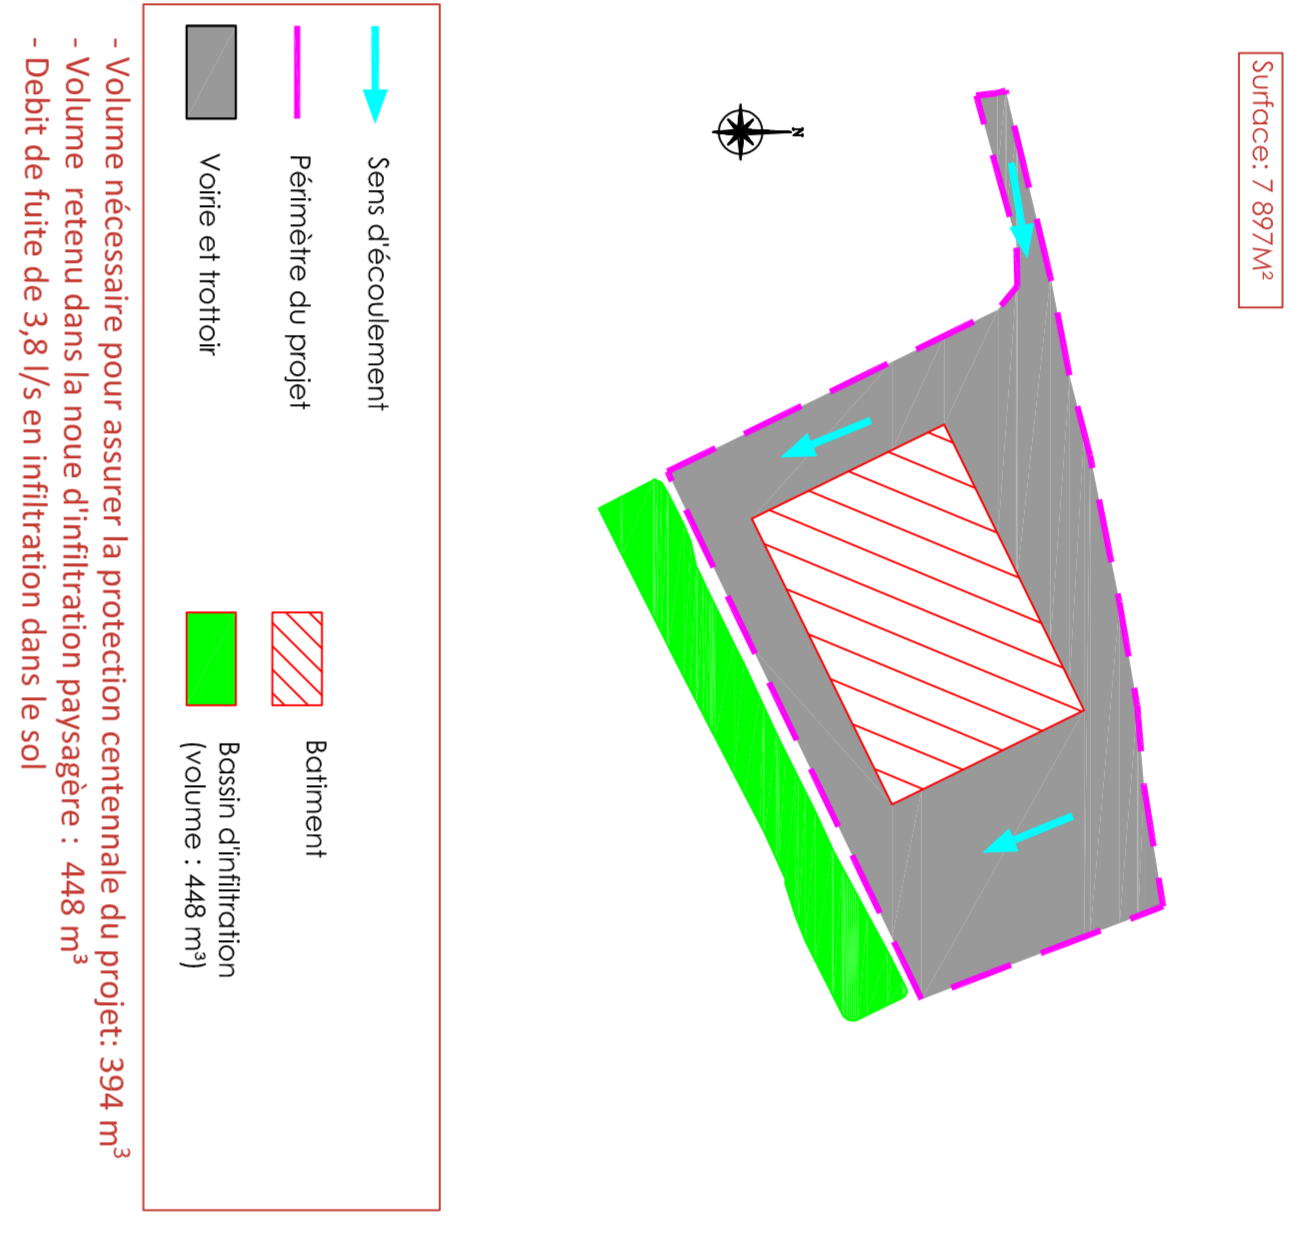 Surface: 7 897M²
N
Sens d'écoulement
Périmètre du projet
Voirie et trottoir
Batiment
Bassin d'infiltration
(volume : 448 m³)
- Volume nécessaire pour assurer la protection centennale du projet: 394 m³
- Volume retenu dans la noue d'infiltration paysagère : 448 m³
- Debit de fuite de 3,8 l/s en infiltration dans le sol